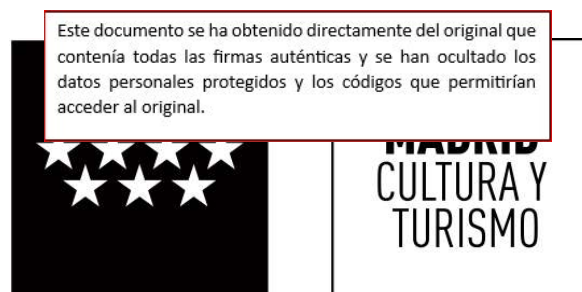 Este documento se ha obtenido directamente del original que
contenía todas las firmas auténticas y se han ocultado los
datos personales protegidos y los códigos que permitirían
acceder al original.
MADRID
CULTURA Y
TURISMO